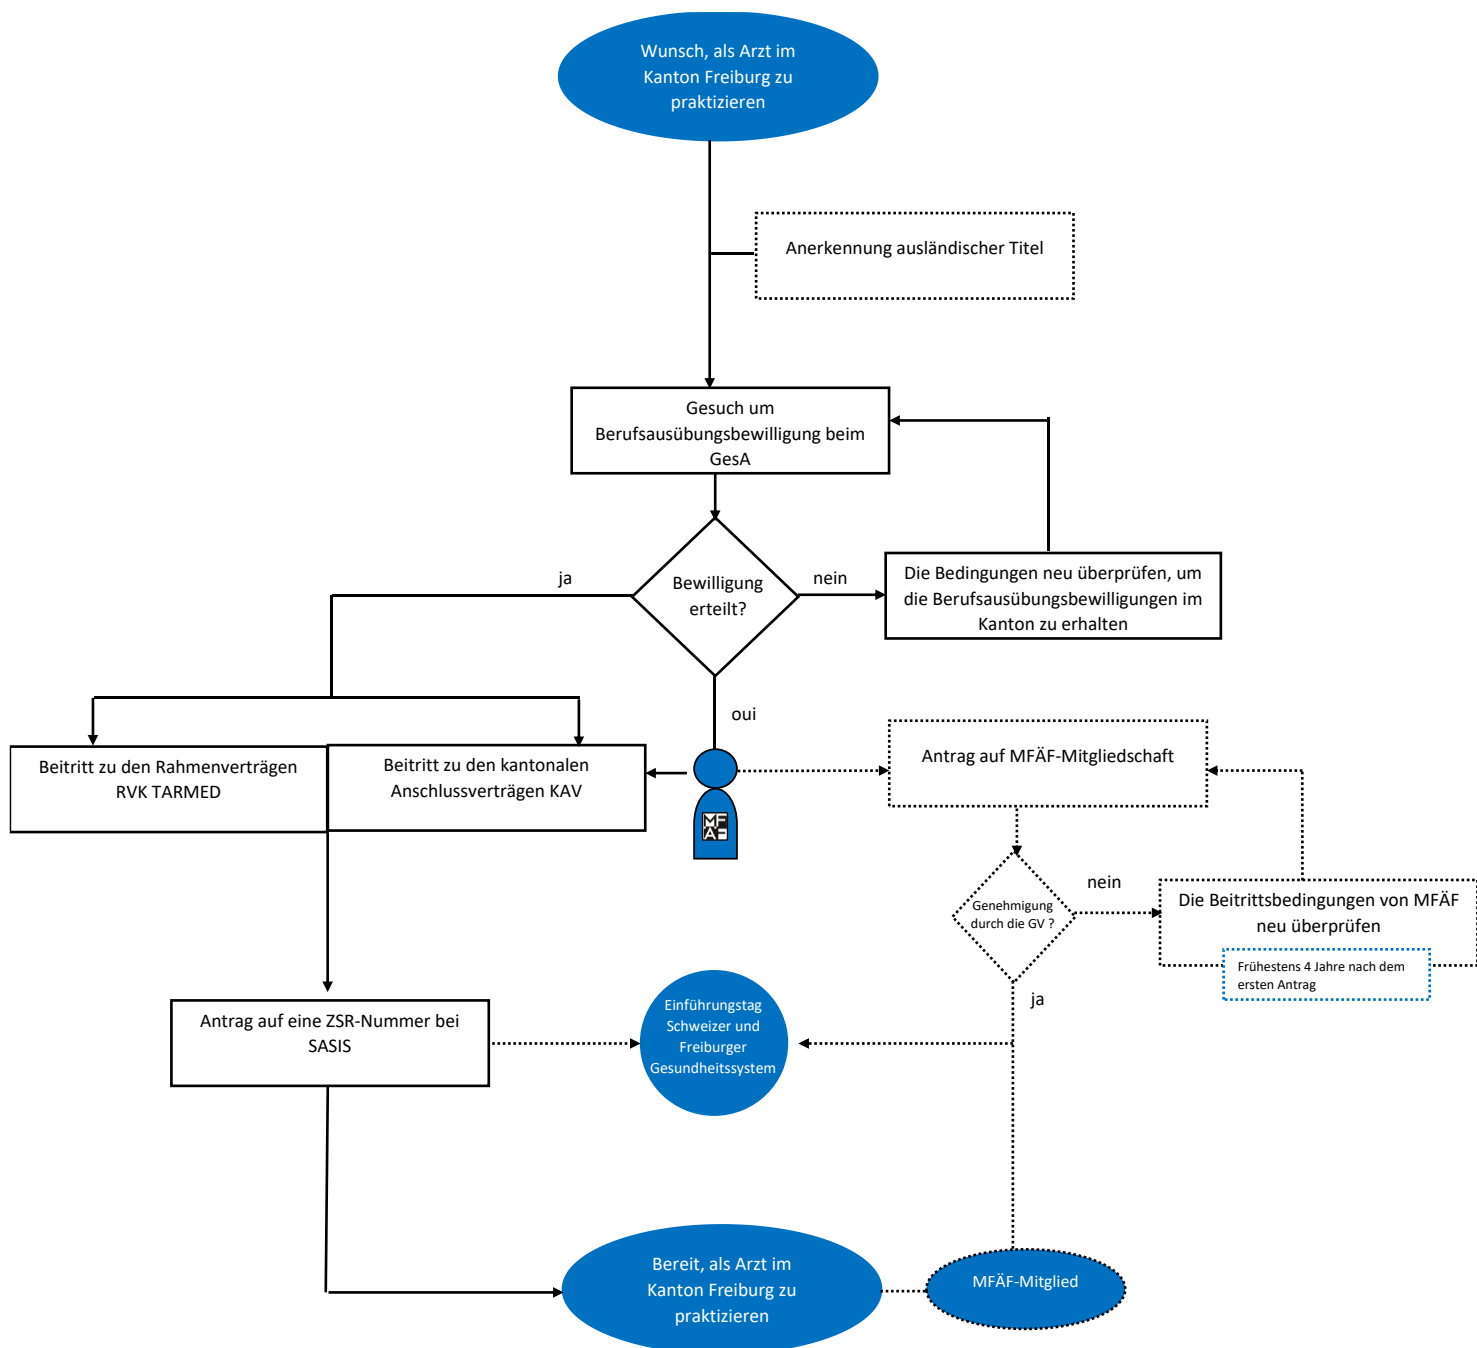 Wunsch, als Arzt im
Kanton Freiburg zu
praktizieren
Anerkennung ausländischer Titel
Gesuch um
Berufsausübungsbewilligung beim
GesA
ja
Bewilligung
erteilt?
nein
Die Bedingungen neu überprüfen, um
die Berufsausübungsbewilligungen im
Kanton zu erhalten
oui
Beitritt zu den Rahmenverträgen
RVK TARMED
Beitritt zu den kantonalen
Anschlussverträgen KAV
MF
ÄF
Antrag auf MFÄF-Mitgliedschaft
Genehmigung
durch die GV ?
nein
Die Beitrittsbedingungen von MFÄF
neu überprüfen
Frühestens 4 Jahre nach dem
ersten Antrag
ja
Antrag auf eine ZSR-Nummer bei
SASIS
Einführungstag
Schweizer und
Freiburger
Gesundheitssystem
Bereit, als Arzt im
Kanton Freiburg zu
praktizieren
MFÄF-Mitglied